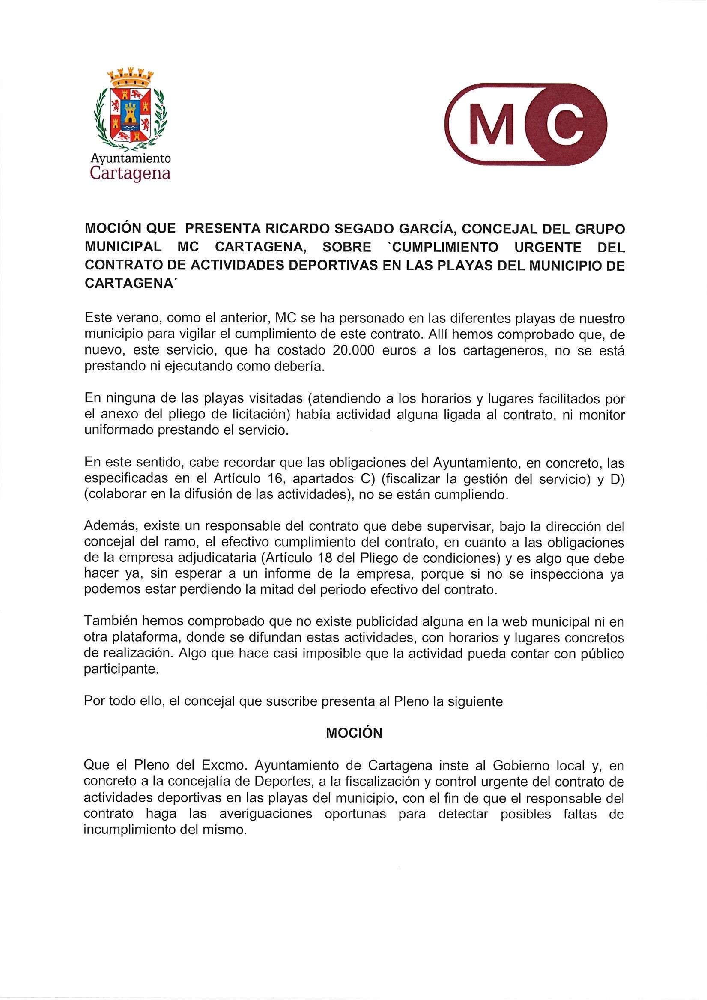 Ayuntamiento
Cartagena
MC
MOCIÓN QUE PRESENTA RICARDO SEGADO GARCÍA, CONCEJAL DEL GRUPO
MUNICIPAL MC CARTAGENA, SOBRE `CUMPLIMIENTO URGENTE DEL
CONTRATO DE ACTIVIDADES DEPORTIVAS EN LAS PLAYAS DEL MUNICIPIO DE
CARTAGENA´
Este verano, como el anterior, MC se ha personado en las diferentes playas de nuestro
municipio para vigilar el cumplimiento de este contrato. Allí hemos comprobado que, de
nuevo, este servicio, que ha costado 20.000 euros a los cartageneros, no se está
prestando ni ejecutando como debería.
En ninguna de las playas visitadas (atendiendo a los horarios y lugares facilitados por
el anexo del pliego de licitación) había actividad alguna ligada al contrato, ni monitor
uniformado prestando el servicio.
En este sentido, cabe recordar que las obligaciones del Ayuntamiento, en concreto, las
especificadas en el Artículo 16, apartados C) (fiscalizar la gestión del servicio) y D)
(colaborar en la difusión de las actividades), no se están cumpliendo.
Además, existe un responsable del contrato que debe supervisar, bajo la dirección del
concejal del ramo, el efectivo cumplimiento del contrato, en cuanto a las obligaciones
de la empresa adjudicataria (Artículo 18 del Pliego de condiciones) y es algo que debe
hacer ya, sin esperar a un informe de la empresa, porque si no se inspecciona ya
podemos estar perdiendo la mitad del periodo efectivo del contrato.
También hemos comprobado que no existe publicidad alguna en la web municipal ni en
otra plataforma, donde se difundan estas actividades, con horarios y lugares concretos
de realización. Algo que hace casi imposible que la actividad pueda contar con público
participante.
Por todo ello, el concejal que suscribe presenta al Pleno la siguiente
MOCIÓN
Que el Pleno del Excmo. Ayuntamiento de Cartagena inste al Gobierno local y, en
concreto a la concejalía de Deportes, a la fiscalización y control urgente del contrato de
actividades deportivas en las playas del municipio, con el fin de que el responsable del
contrato haga las averiguaciones oportunas para detectar posibles faltas de
incumplimiento del mismo.